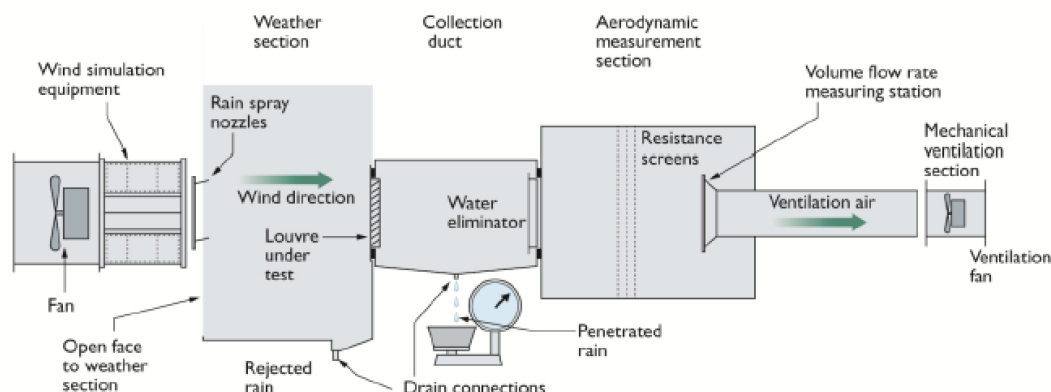 Weather
section
Collection
duct
Aerodynamic
measurement
section
Wind simulation
equipment
Rain spray
nozzles
Volume flow rate
measuring station
Resistance
screens
Mechanical
ventilation
section
Wind direction
Water
eliminator
Ventilation air
Louvre
under
test
Ventilation
fan
Fan
Open face
to weather
section
Penetrated
rain
Rejected
rain
Drain connections